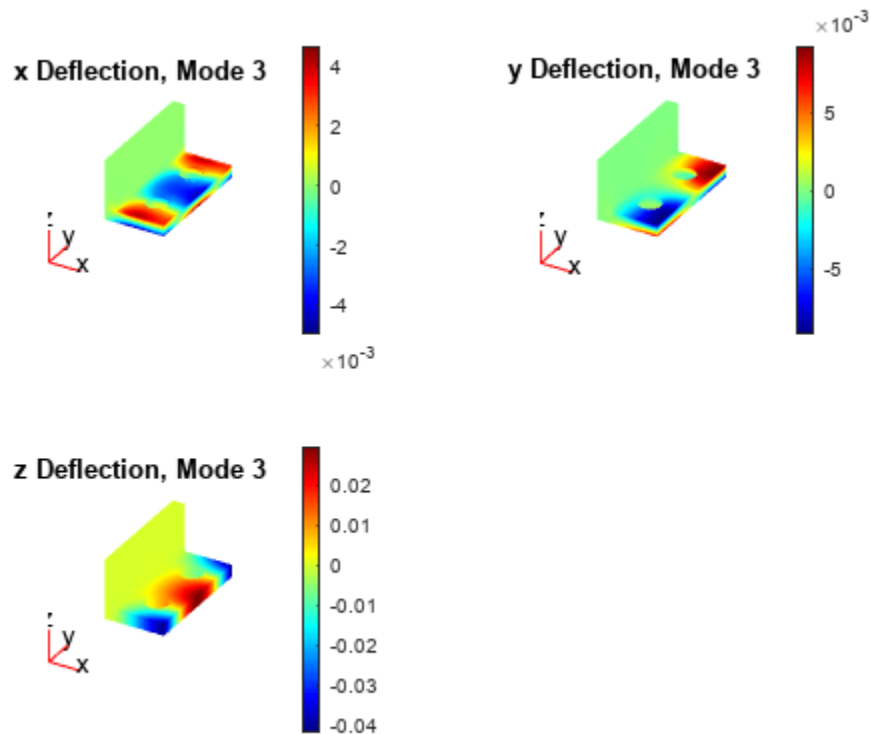 x Deflection, Mode 3
4
2
0
-2
-4
×10-3
z
y
x
y Deflection, Mode 3
×10-3
5
0
-5
z
y
x
z Deflection, Mode 3
0.02
0.01
0
-0.01
-0.02
-0.03
-0.04
z
y
x